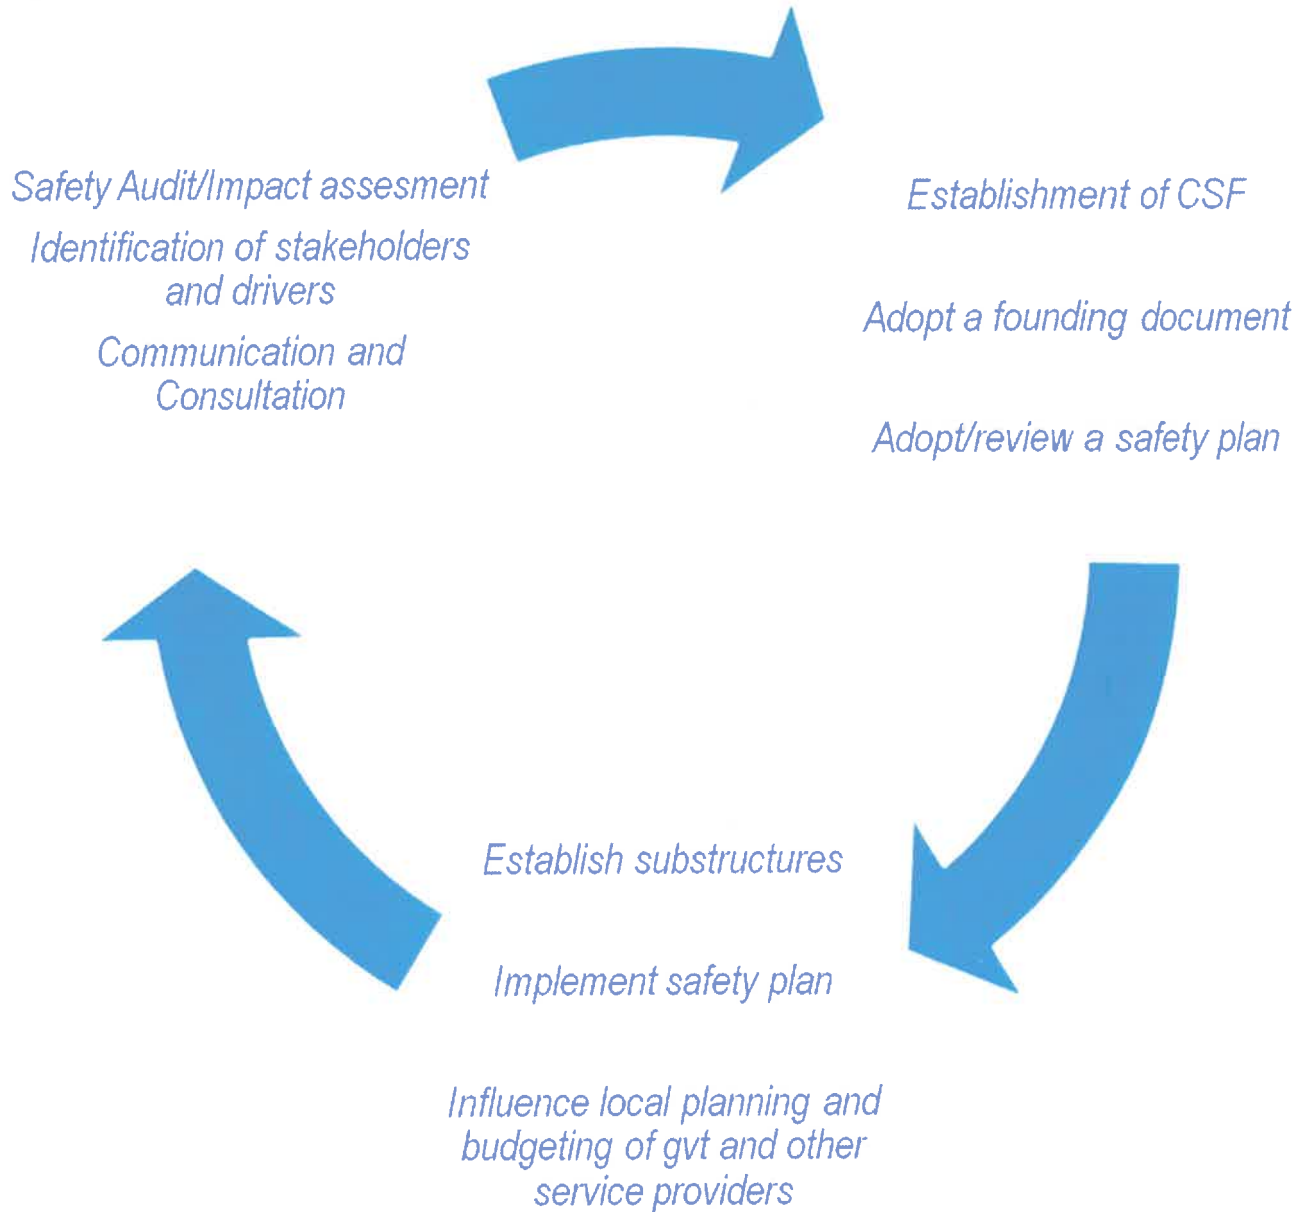 Safety Audit/Impact assesment
Identification of stakeholders
and drivers
Communication and
Consultation
Establishment of CSF
Adopt a founding document
Adopt/review a safety plan
Establish substructures
Implement safety plan
Influence local planning and
budgeting of gvt and other
service providers